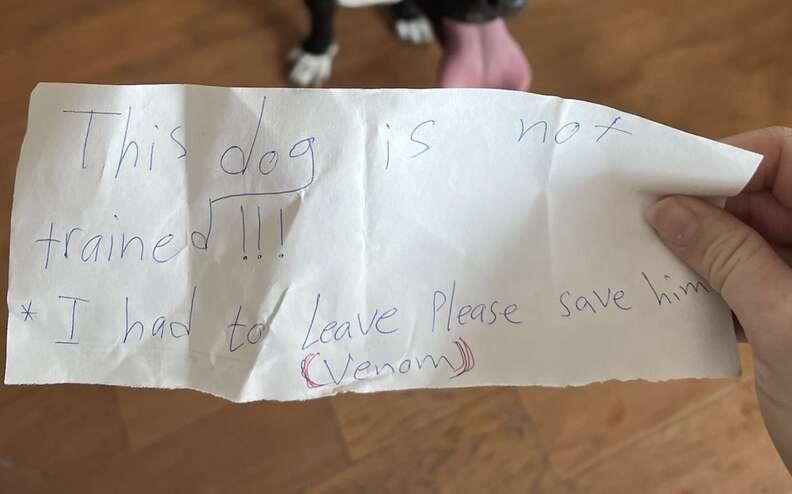 This dog is not
trained !!!
* I had to Leave Please save him
(Venom)